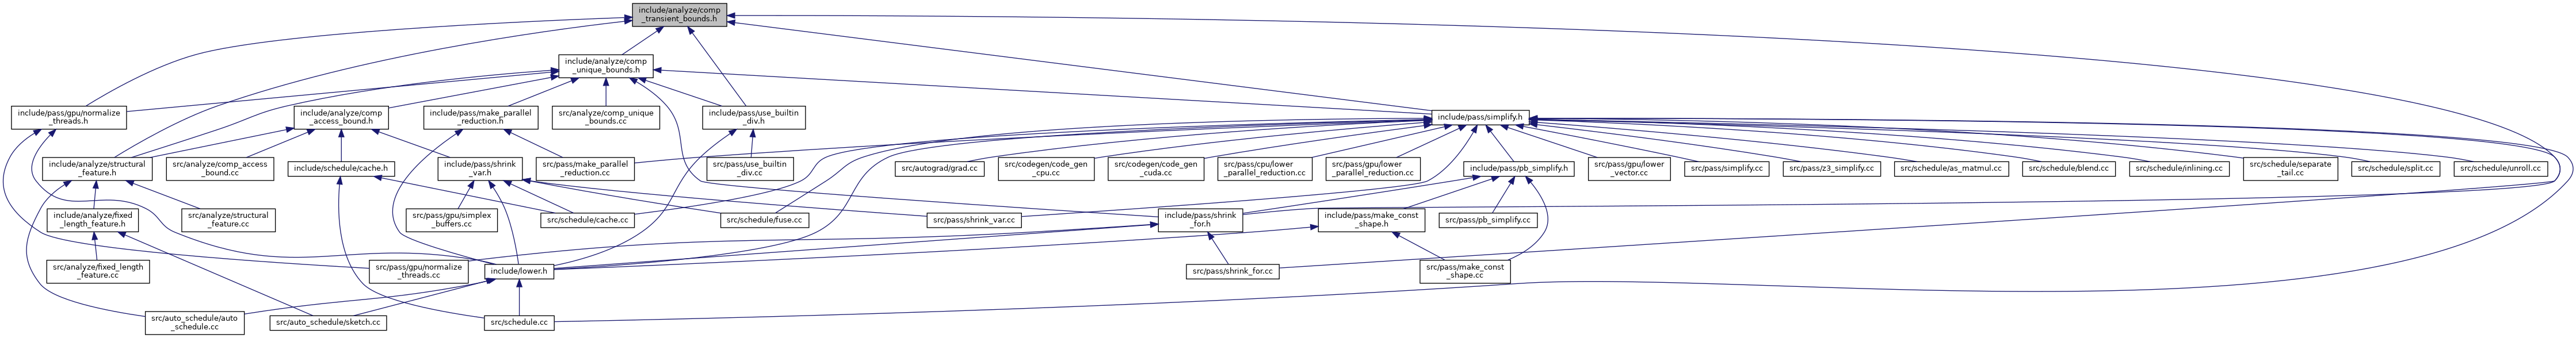 include/analyze/comp
_transient_bounds.h
include/analyze/comp
_unique_bounds.h
include/pass/gpu/normalize
_threads.h
include/analyze/comp
_access_bound.h
include/pass/make_parallel
_reduction.h
src/analyze/comp_unique
_bounds.cc
include/pass/use_builtin
_div.h
include/pass/simplify.h
include/analyze/structural
_feature.h
src/analyze/comp_access
_bound.cc
include/schedule/cache.h
include/pass/shrink
_var.h
src/pass/make_parallel
_reduction.cc
src/pass/use_builtin
_div.cc
src/autograd/grad.cc
src/codegen/code_gen
_cpu.cc
src/codegen/code_gen
_cuda.cc
src/pass/cpu/lower
_parallel_reduction.cc
src/pass/gpu/lower
_parallel_reduction.cc
include/pass/pb_simplify.h
src/pass/gpu/lower
_vector.cc
src/pass/simplify.cc
src/pass/z3_simplify.cc
src/schedule/as_matmul.cc
src/schedule/blend.cc
src/schedule/inlining.cc
src/schedule/separate
_tail.cc
src/schedule/split.cc
src/schedule/unroll.cc
include/analyze/fixed
_length_feature.h
src/analyze/structural
_feature.cc
src/pass/gpu/simplex
_buffers.cc
src/schedule/cache.cc
src/schedule/fuse.cc
src/pass/shrink_var.cc
include/pass/shrink
_for.h
include/pass/make_const
_shape.h
src/pass/pb_simplify.cc
src/analyze/fixed_length
_feature.cc
src/pass/gpu/normalize
_threads.cc
include/lower.h
src/pass/shrink_for.cc
src/pass/make_const
_shape.cc
src/auto_schedule/auto
_schedule.cc
src/auto_schedule/sketch.cc
src/schedule.cc